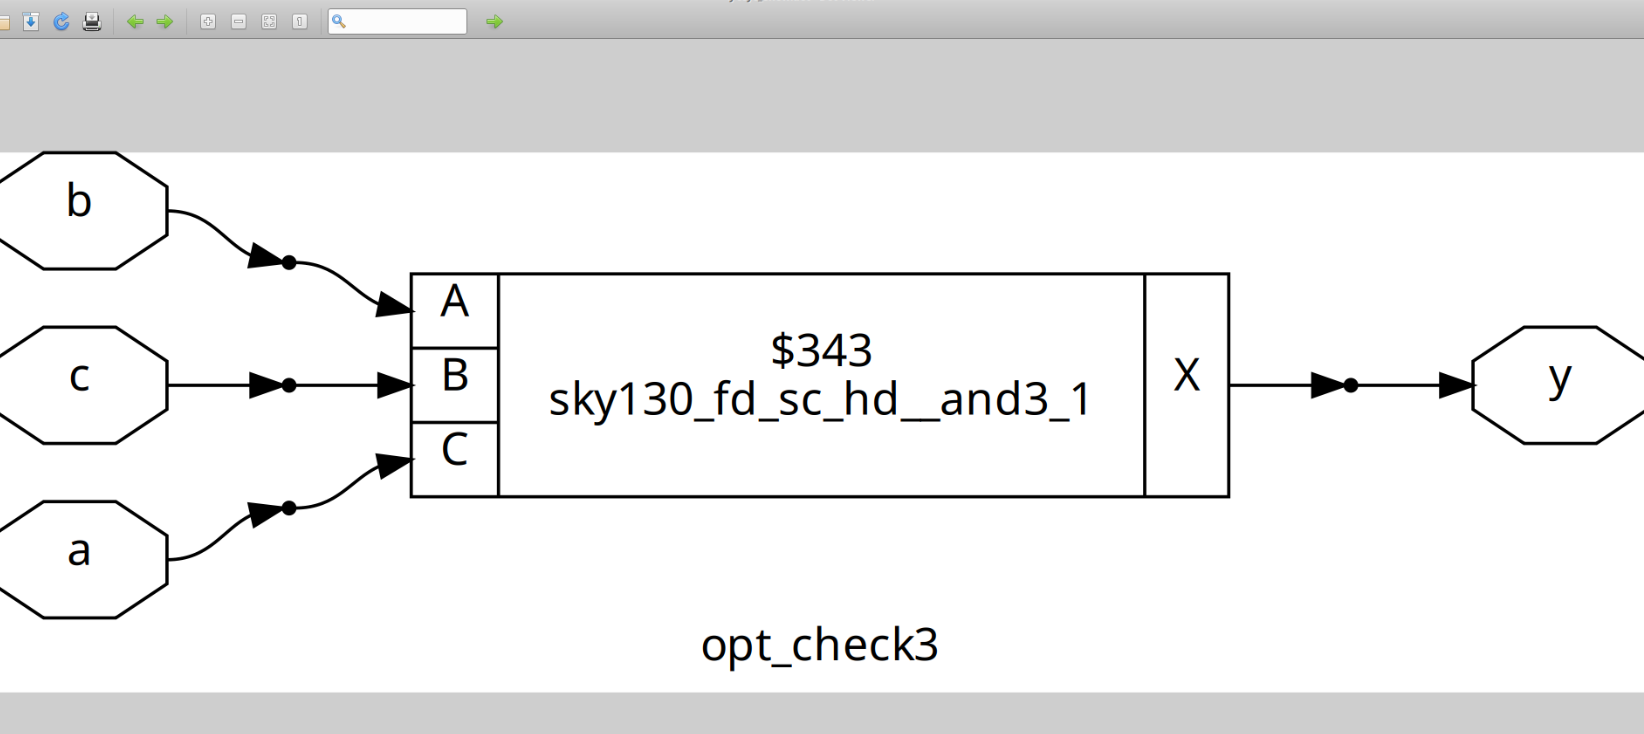 b
c
a
A
B
C
$343
sky130_fd_sc_hd__and3_1
X
y
opt_check3